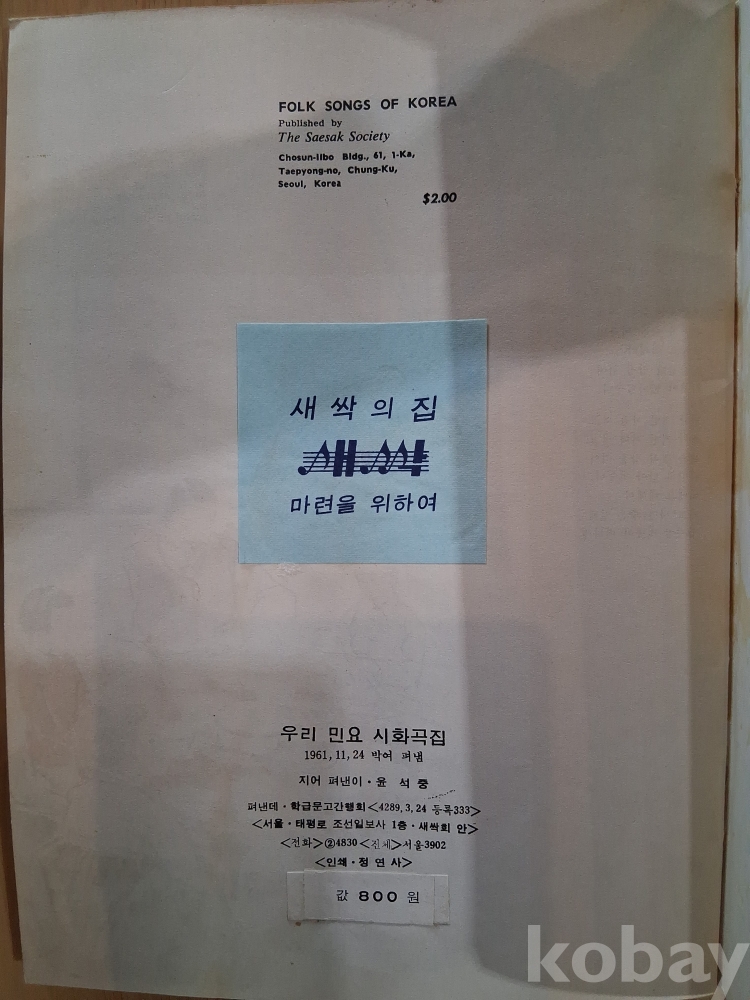 FOLK SONGS OF KOREA
Published by
The Saesak Society
Chosun-Ilbo Bldg., 61, 1-Ka,
Taepyong-no, Chung-Ku,
Seoul, Korea
$2.00
새싹의 집
새싹
마련을 위하여
우리 민요 시화곡집
1961, 11, 24 박여 펴냄
지어 펴낸이·윤 석 중
펴낸데·학급문고간행회<4289, 3, 24 등록333>
<서울·태평로 조선일보사 1층·새싹회 안>
<전화>②4830<진체>서울3902
<인쇄·정 연 사>
값 800 원
kobay